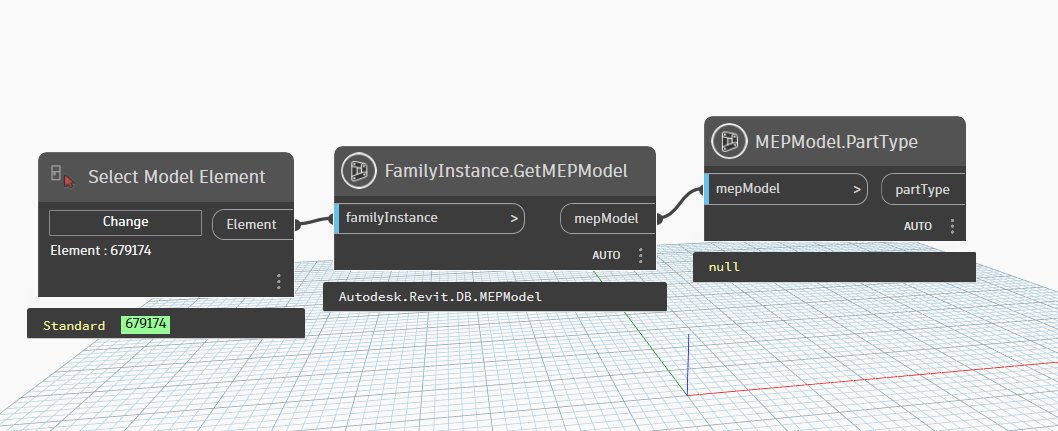 Select Model Element
Change
Element
Element : 679174
Standard 679174
FamilyInstance.GetMEPModel
familyInstance >
mepModel
AUTO
Autodesk.Revit.DB.MEPModel
MEPModel.PartType
mepModel >
partType
AUTO
null